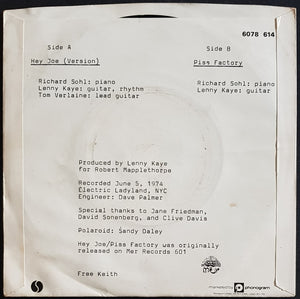 6078 614
Side A
Side B
Hey Joe (Version)
Piss Factory
Richard Sohl: piano
Lenny Kaye: guitar, rhythm
Tom Verlaine: lead guitar
Richard Sohl: piano
Lenny Kaye: guitar
Produced by Lenny Kaye
for Robert Mapplethorpe
Recorded June 5, 1974
Electric Ladyland, NYC
Engineer: Dave Palmer
Special thanks to Jane Friedman,
David Sonenberg, and Clive Davis
Polaroid: Sandy Daley
Hey Joe/Piss Factory was originally
released on Mer Records 601
Free Keith
mer
marketed by phonogram